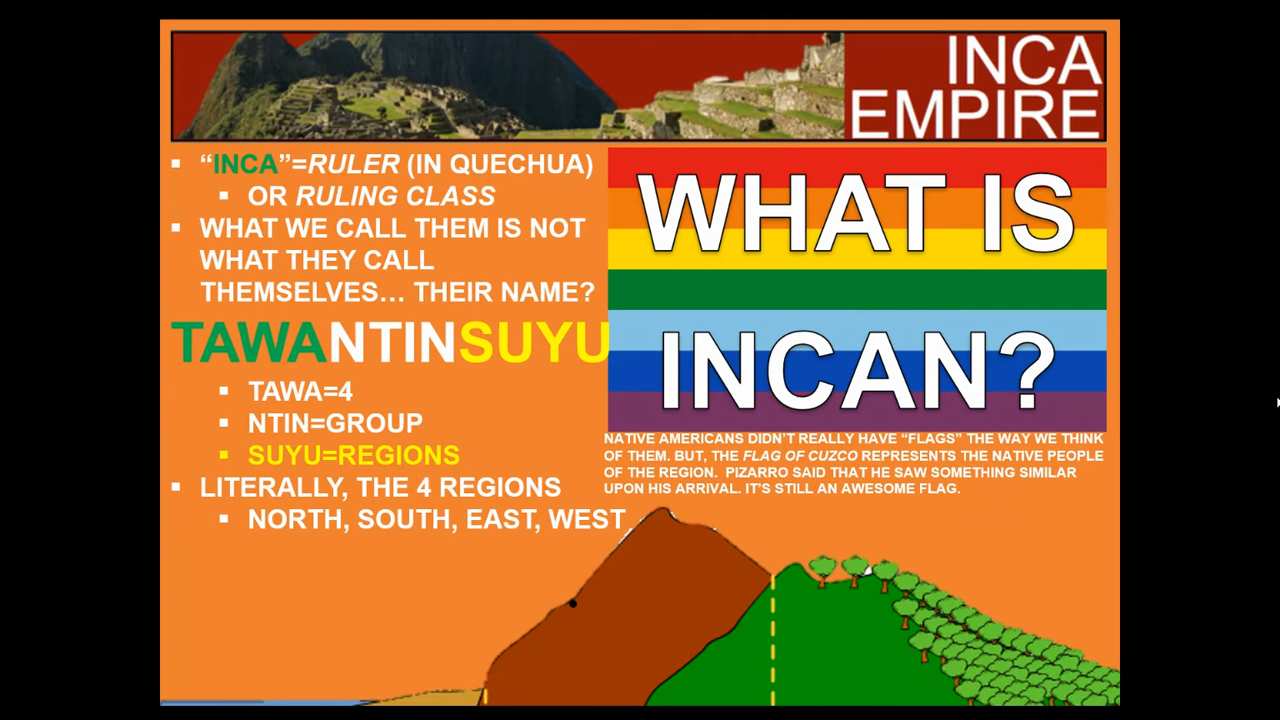 INCA
EMPIRE
▪ “INCA”=RULER (IN QUECHUA)
▪ OR RULING CLASS
▪ WHAT WE CALL THEM IS NOT
WHAT THEY CALL
THEMSELVES… THEIR NAME?
TAWANTINSUYU
▪ TAWA=4
▪ NTIN=GROUP
▪ SUYU=REGIONS
▪ LITERALLY, THE 4 REGIONS
▪ NORTH, SOUTH, EAST, WEST
WHAT IS
INCAN?
NATIVE AMERICANS DIDN’T REALLY HAVE “FLAGS” THE WAY WE THINK
OF THEM. BUT, THE FLAG OF CUZCO REPRESENTS THE NATIVE PEOPLE
OF THE REGION. PIZARRO SAID THAT HE SAW SOMETHING SIMILAR
UPON HIS ARRIVAL. IT’S STILL AN AWESOME FLAG.